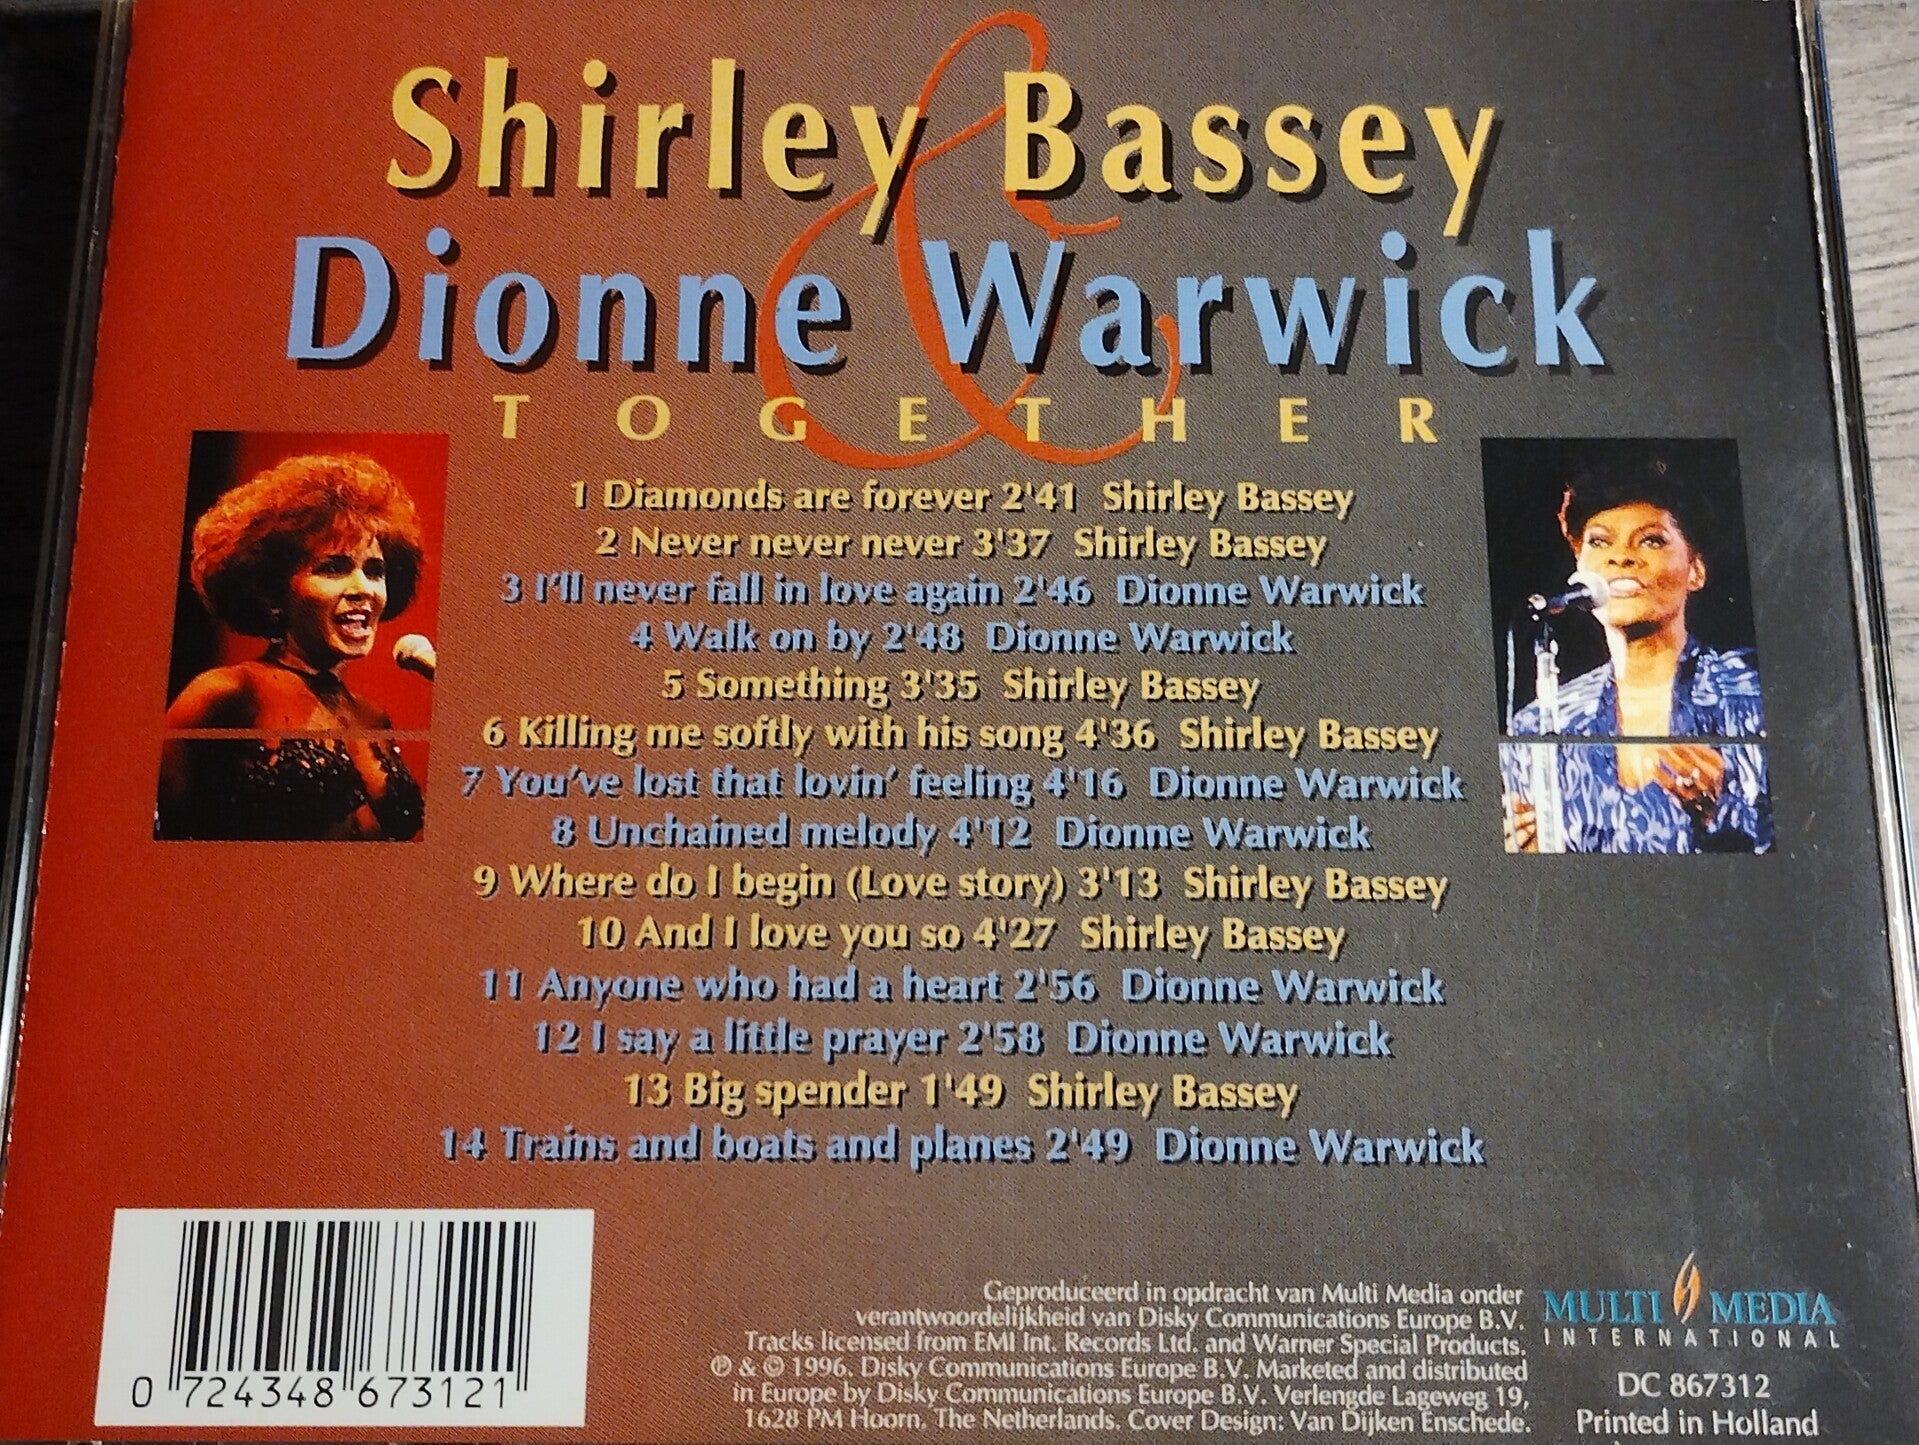 Shirley Bassey
&
Dionne Warwick
TOGETHER
1 Diamonds are forever 2'41 Shirley Bassey
2 Never never never 3'37 Shirley Bassey
3 I'll never fall in love again 2'46 Dionne Warwick
4 Walk on by 2'48 Dionne Warwick
5 Something 3'35 Shirley Bassey
6 Killing me softly with his song 4'36 Shirley Bassey
7 You've lost that lovin' feeling 4'16 Dionne Warwick
8 Unchained melody 4'12 Dionne Warwick
9 Where do I begin (Love story) 3'13 Shirley Bassey
10 And I love you so 4'27 Shirley Bassey
11 Anyone who had a heart 2'56 Dionne Warwick
12 I say a little prayer 2'58 Dionne Warwick
13 Big spender 1'49 Shirley Bassey
14 Trains and boats and planes 2'49 Dionne Warwick
0 724348 673121
Geproduceerd in opdracht van Multi Media onder
verantwoordelijkheid van Disky Communications Europe B.V.
Tracks licensed from EMI Int. Records Ltd. and Warner Special Products.
℗ & © 1996. Disky Communications Europe B.V. Marketed and distributed
in Europe by Disky Communications Europe B.V. Verlengde Lageweg 19,
1628 PM Hoorn, The Netherlands. Cover Design: Van Dijken Enschede.
MULTI MEDIA
INTERNATIONAL
DC 867312
Printed in Holland